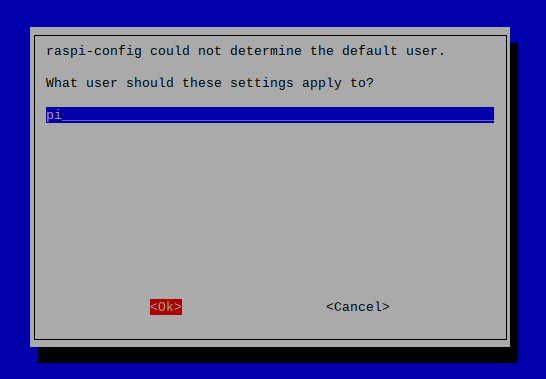 raspi-config could not determine the default user.
What user should these settings apply to?
pi
<Ok> <Cancel>